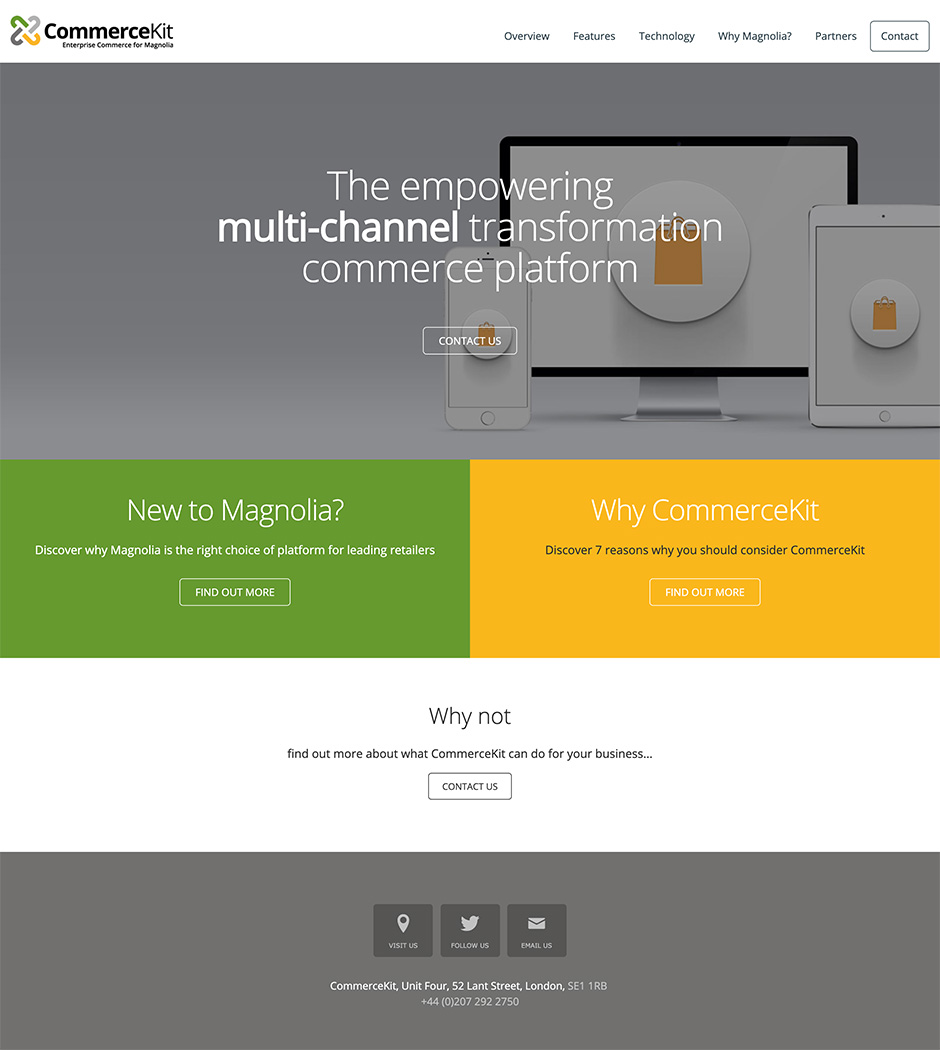 CommerceKit
Enterprise Commerce for Magnolia
Overview Features Technology Why Magnolia? Partners Contact
The empowering
multi-channel transformation
commerce platform
CONTACT US
New to Magnolia?
Discover why Magnolia is the right choice of platform for leading retailers
FIND OUT MORE
Why CommerceKit
Discover 7 reasons why you should consider CommerceKit
FIND OUT MORE
Why not
find out more about what CommerceKit can do for your business...
CONTACT US
VISIT US FOLLOW US EMAIL US
CommerceKit, Unit Four, 52 Lant Street, London, SE1 1RB
+44 (0)207 292 2750